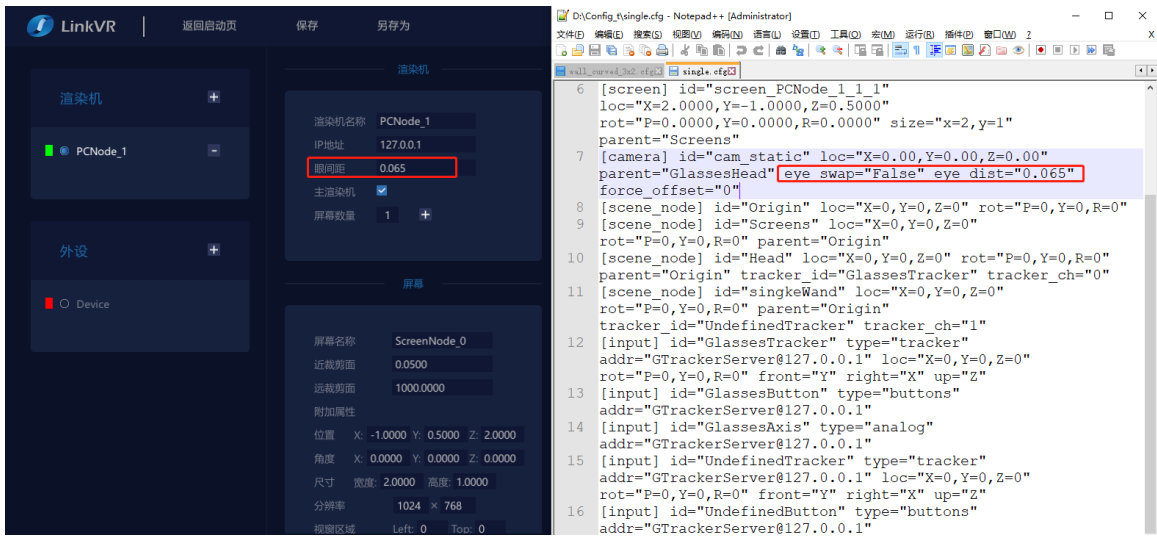 LinkVR
返回启动页
保存
另存为
渲染机
PCNode_1
外设
Device
渲染机
渲染机名称 PCNode_1
IP地址 127.0.0.1
眼间距 0.065
主渲染机
屏幕数量 1
屏幕
屏幕名称 ScreenNode_0
近裁剪面 0.0500
远裁剪面 1000.0000
附加属性
位置 X: -1.0000 Y: 0.5000 Z: 2.0000
角度 X: 0.0000 Y: 0.0000 Z: 0.0000
尺寸 宽度: 2.0000 高度: 1.0000
分辨率 1024 × 768
视窗区域 Left: 0 Top: 0
D:\Config_t\single.cfg - Notepad++ [Administrator]
文件(F) 编辑(E) 搜索(S) 视图(V) 编码(N) 语言(L) 设置(T) 工具(O) 宏(M) 运行(R) 插件(P) 窗口(W) ? X
wall_curved_3x2.cfg single.cfg
6 [screen] id="screen_PCNode_1_1_1"
loc="X=2.0000,Y=-1.0000,Z=0.5000"
rot="P=0.0000,Y=0.0000,R=0.0000" size="x=2,y=1"
parent="Screens"
7 [camera] id="cam_static" loc="X=0.00,Y=0.00,Z=0.00"
parent="GlassesHead" eye_swap="False" eye_dist="0.065"
force_offset="0"
8 [scene_node] id="Origin" loc="X=0,Y=0,Z=0" rot="P=0,Y=0,R=0"
9 [scene_node] id="Screens" loc="X=0,Y=0,Z=0"
rot="P=0,Y=0,R=0" parent="Origin"
10 [scene_node] id="Head" loc="X=0,Y=0,Z=0" rot="P=0,Y=0,R=0"
parent="Origin" tracker_id="GlassesTracker" tracker_ch="0"
11 [scene_node] id="singkeWand" loc="X=0,Y=0,Z=0"
rot="P=0,Y=0,R=0" parent="Origin"
tracker_id="UndefinedTracker" tracker_ch="1"
12 [input] id="GlassesTracker" type="tracker"
addr="GTrackerServer@127.0.0.1" loc="X=0,Y=0,Z=0"
rot="P=0,Y=0,R=0" front="Y" right="X" up="Z"
13 [input] id="GlassesButton" type="buttons"
addr="GTrackerServer@127.0.0.1"
14 [input] id="GlassesAxis" type="analog"
addr="GTrackerServer@127.0.0.1"
15 [input] id="UndefinedTracker" type="tracker"
addr="GTrackerServer@127.0.0.1" loc="X=0,Y=0,Z=0"
rot="P=0,Y=0,R=0" front="Y" right="X" up="Z"
16 [input] id="UndefinedButton" type="buttons"
addr="GTrackerServer@127.0.0.1"